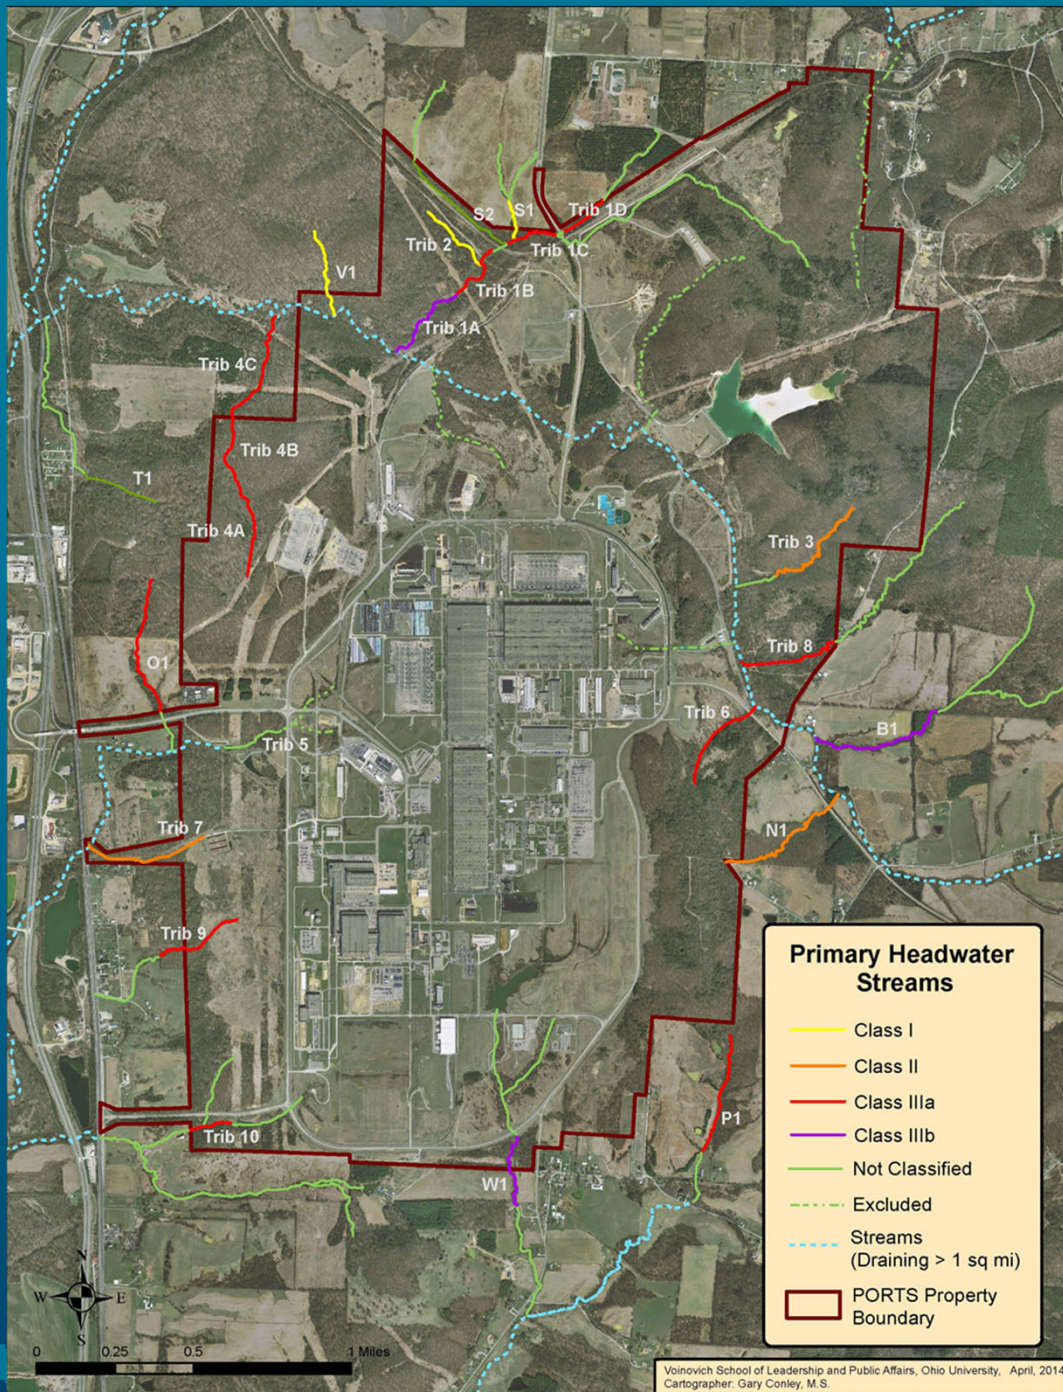 S2
S1
Trib 1D
Trib 2
Trib 1C
V1
Trib 1B
Trib 1A
Trib 4C
Trib 4B
T1
Trib 4A
Trib 3
Trib 8
O1
Trib 6
B1
Trib 5
Trib 7
N1
Trib 9
Trib 10
P1
W1
Primary Headwater
Streams
Class I
Class II
Class IIIa
Class IIIb
Not Classified
Excluded
Streams
(Draining > 1 sq mi)
PORTS Property
Boundary
N
W
E
S
0
0.25
0.5
1 Miles
Voinovich School of Leadership and Public Affairs, Ohio University, April, 2014
Cartographer: Gary Conley, M.S.